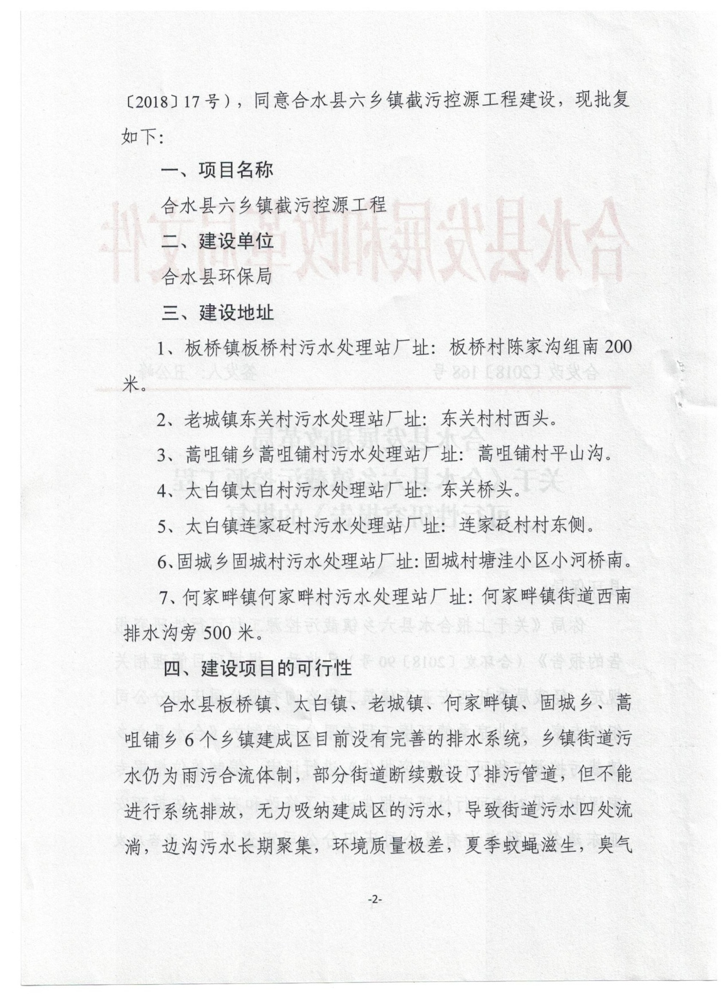 〔2018〕17号），同意合水县六乡镇截污控源工程建设，现批复
如下：
一、项目名称
合水县六乡镇截污控源工程
二、建设单位
合水县环保局
三、建设地址
1、板桥镇板桥村污水处理站厂址：板桥村陈家沟组南200
米。
2、老城镇东关村污水处理站厂址：东关村村西头。
3、蒿咀铺乡蒿咀铺村污水处理站厂址：蒿咀铺村平山沟。
4、太白镇太白村污水处理站厂址：东关桥头。
5、太白镇连家砭村污水处理站厂址：连家砭村村东侧。
6、固城乡固城村污水处理站厂址：固城村塘洼小区小河桥南。
7、何家畔镇何家畔村污水处理站厂址：何家畔镇街道西南
排水沟旁500米。
四、建设项目的可行性
合水县板桥镇、太白镇、老城镇、何家畔镇、固城乡、蒿
咀铺乡6个乡镇建成区目前没有完善的排水系统，乡镇街道污
水仍为雨污合流体制，部分街道断续敷设了排污管道，但不能
进行系统排放，无力吸纳建成区的污水，导致街道污水四处流
淌，边沟污水长期聚集，环境质量极差，夏季蚊蝇滋生，臭气
-2-